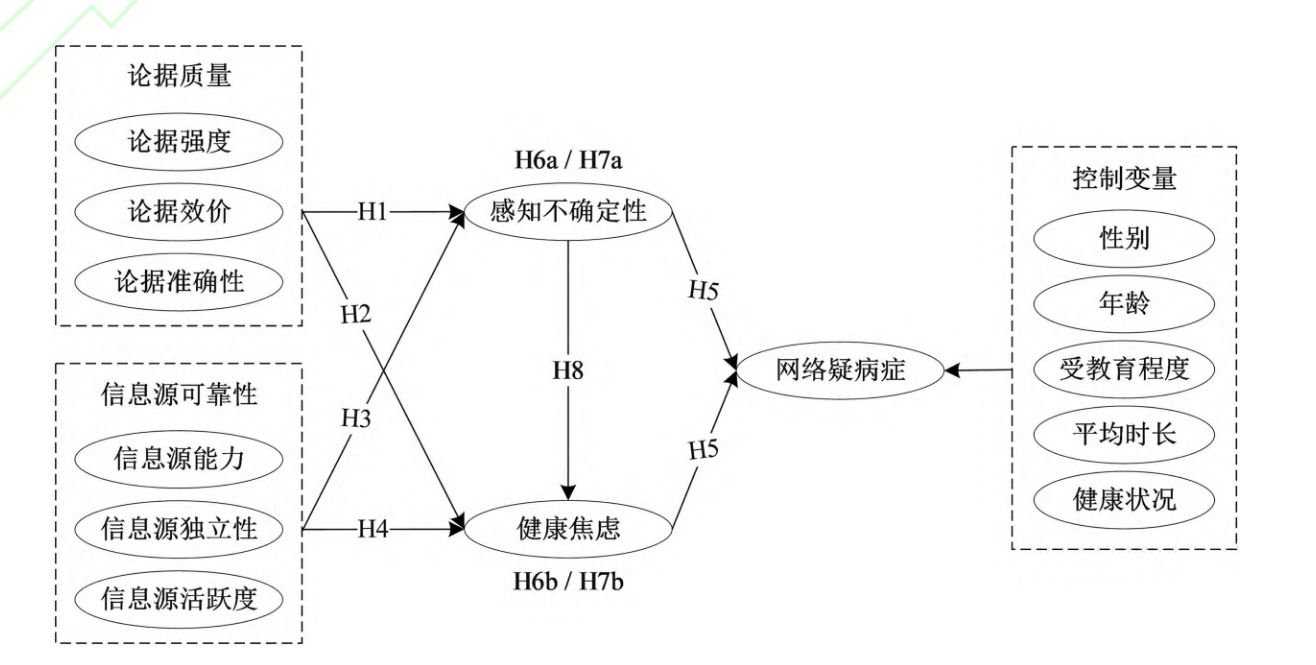 论据质量
论据强度
论据效价
论据准确性
信息源可靠性
信息源能力
信息源独立性
信息源活跃度
H1
H2
H3
H4
H6a / H7a
感知不确定性
H8
健康焦虑
H6b / H7b
H5
H5
网络疑病症
控制变量
性别
年龄
受教育程度
平均时长
健康状况